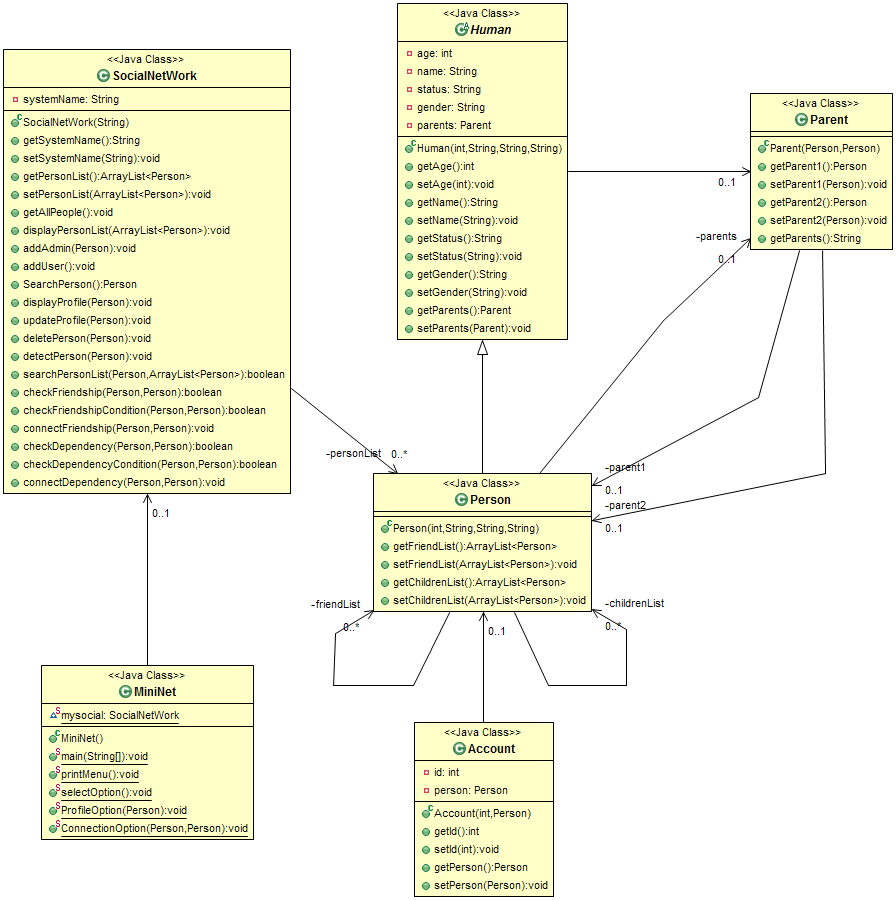 <<Java Class>>
Human
age: int
name: String
status: String
gender: String
parents: Parent
Human(int,String,String,String)
getAge():int
setAge(int):void
getName():String
setName(String):void
getStatus():String
setStatus(String):void
getGender():String
setGender(String):void
getParents():Parent
setParents(Parent):void
<<Java Class>>
SocialNetWork
systemName: String
SocialNetWork(String)
getSystemName():String
setSystemName(String):void
getPersonList():ArrayList<Person>
setPersonList(ArrayList<Person>):void
getAllPeople():void
displayPersonList(ArrayList<Person>):void
addAdmin(Person):void
addUser():void
SearchPerson():Person
displayProfile(Person):void
updateProfile(Person):void
deletePerson(Person):void
detectPerson(Person):void
searchPersonList(Person,ArrayList<Person>):boolean
checkFriendship(Person,Person):boolean
checkFriendshipCondition(Person,Person):boolean
connectFriendship(Person,Person):void
checkDependency(Person,Person):boolean
checkDependencyCondition(Person,Person):boolean
connectDependency(Person,Person):void
<<Java Class>>
Parent
Parent(Person,Person)
getParent1():Person
setParent1(Person):void
getParent2():Person
setParent2(Person):void
getParents():String
0..1
-parents
0..1
-personList 0..*
-parent1
0..1
-parent2
0..1
<<Java Class>>
Person
Person(int,String,String,String)
getFriendList():ArrayList<Person>
setFriendList(ArrayList<Person>):void
getChildrenList():ArrayList<Person>
setChildrenList(ArrayList<Person>):void
0..1
-friendList
0..*
0..1
-childrenList
0..*
<<Java Class>>
MiniNet
mysocial: SocialNetWork
MiniNet()
main(String[]):void
printMenu():void
selectOption():void
ProfileOption(Person):void
ConnectionOption(Person,Person):void
<<Java Class>>
Account
id: int
person: Person
Account(int,Person)
getId():int
setId(int):void
getPerson():Person
setPerson(Person):void